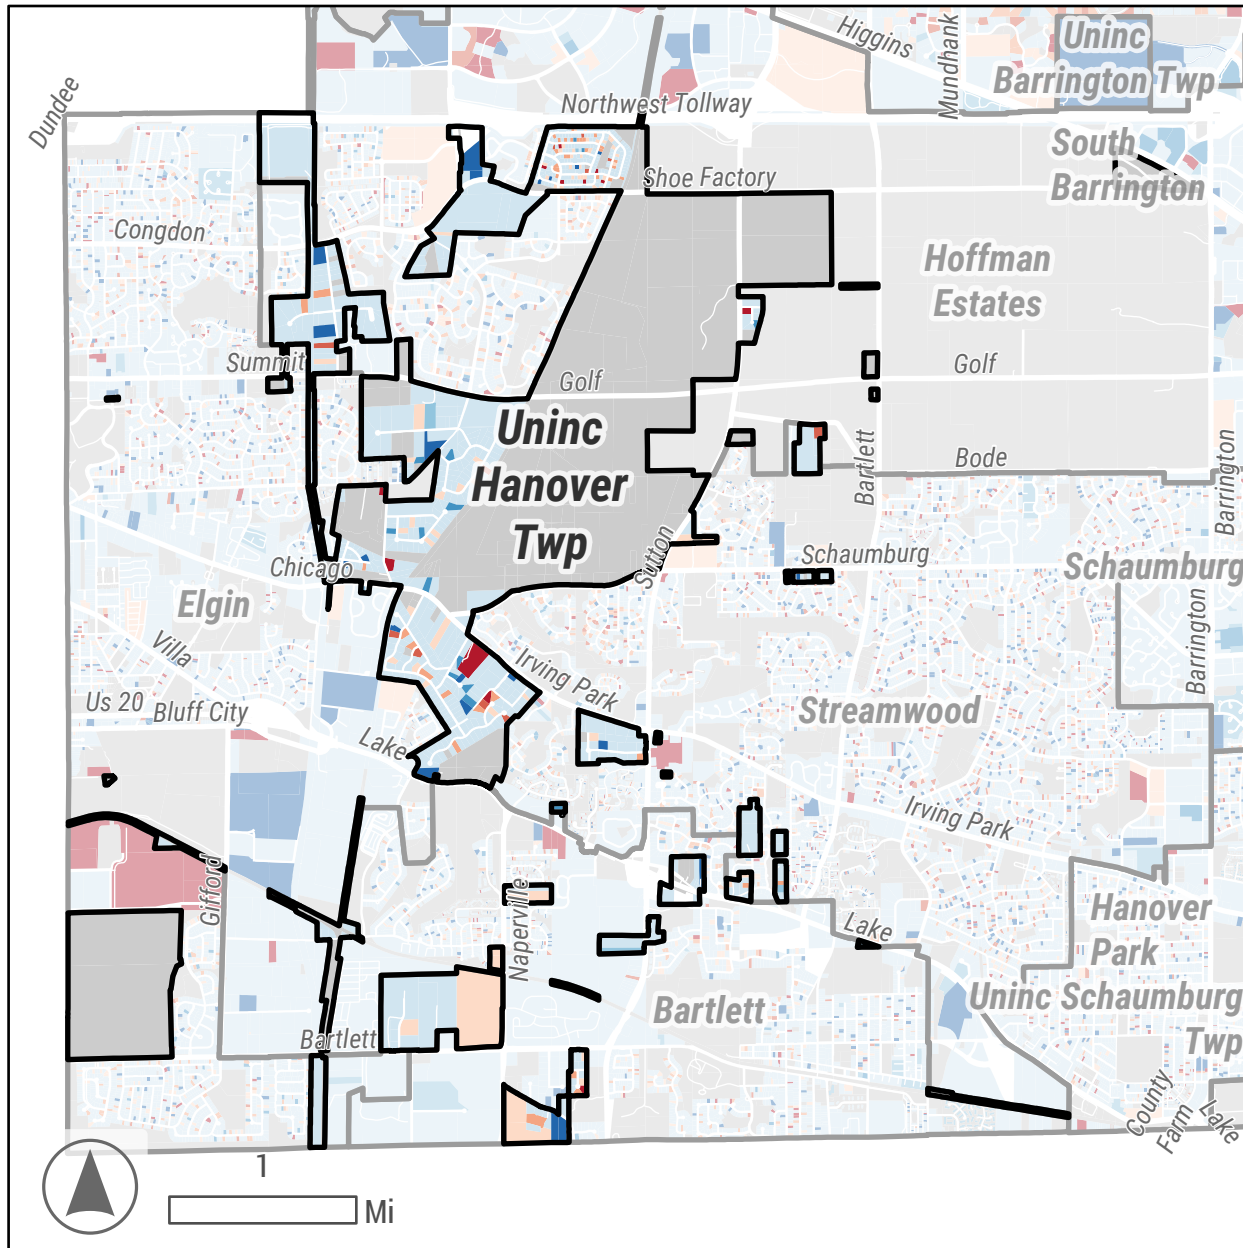 Higgins
Mundhank
Uninc
Barrington Twp
Dundee
Northwest Tollway
South
Barrington
Shoe Factory
Congdon
Hoffman
Estates
Summit
Golf
Golf
Uninc
Hanover
Twp
Bartlett
Bode
Barrington
Chicago
Sutton
Schaumburg
Schaumburg
Elgin
Villa
Barrington
Irving Park
Us 20
Bluff City
Streamwood
Lake
Irving Park
Gifford
Naperville
Lake
Hanover
Park
Bartlett
Uninc Schaumburg
Twp
Bartlett
County
Farm
Lake
1
Mi